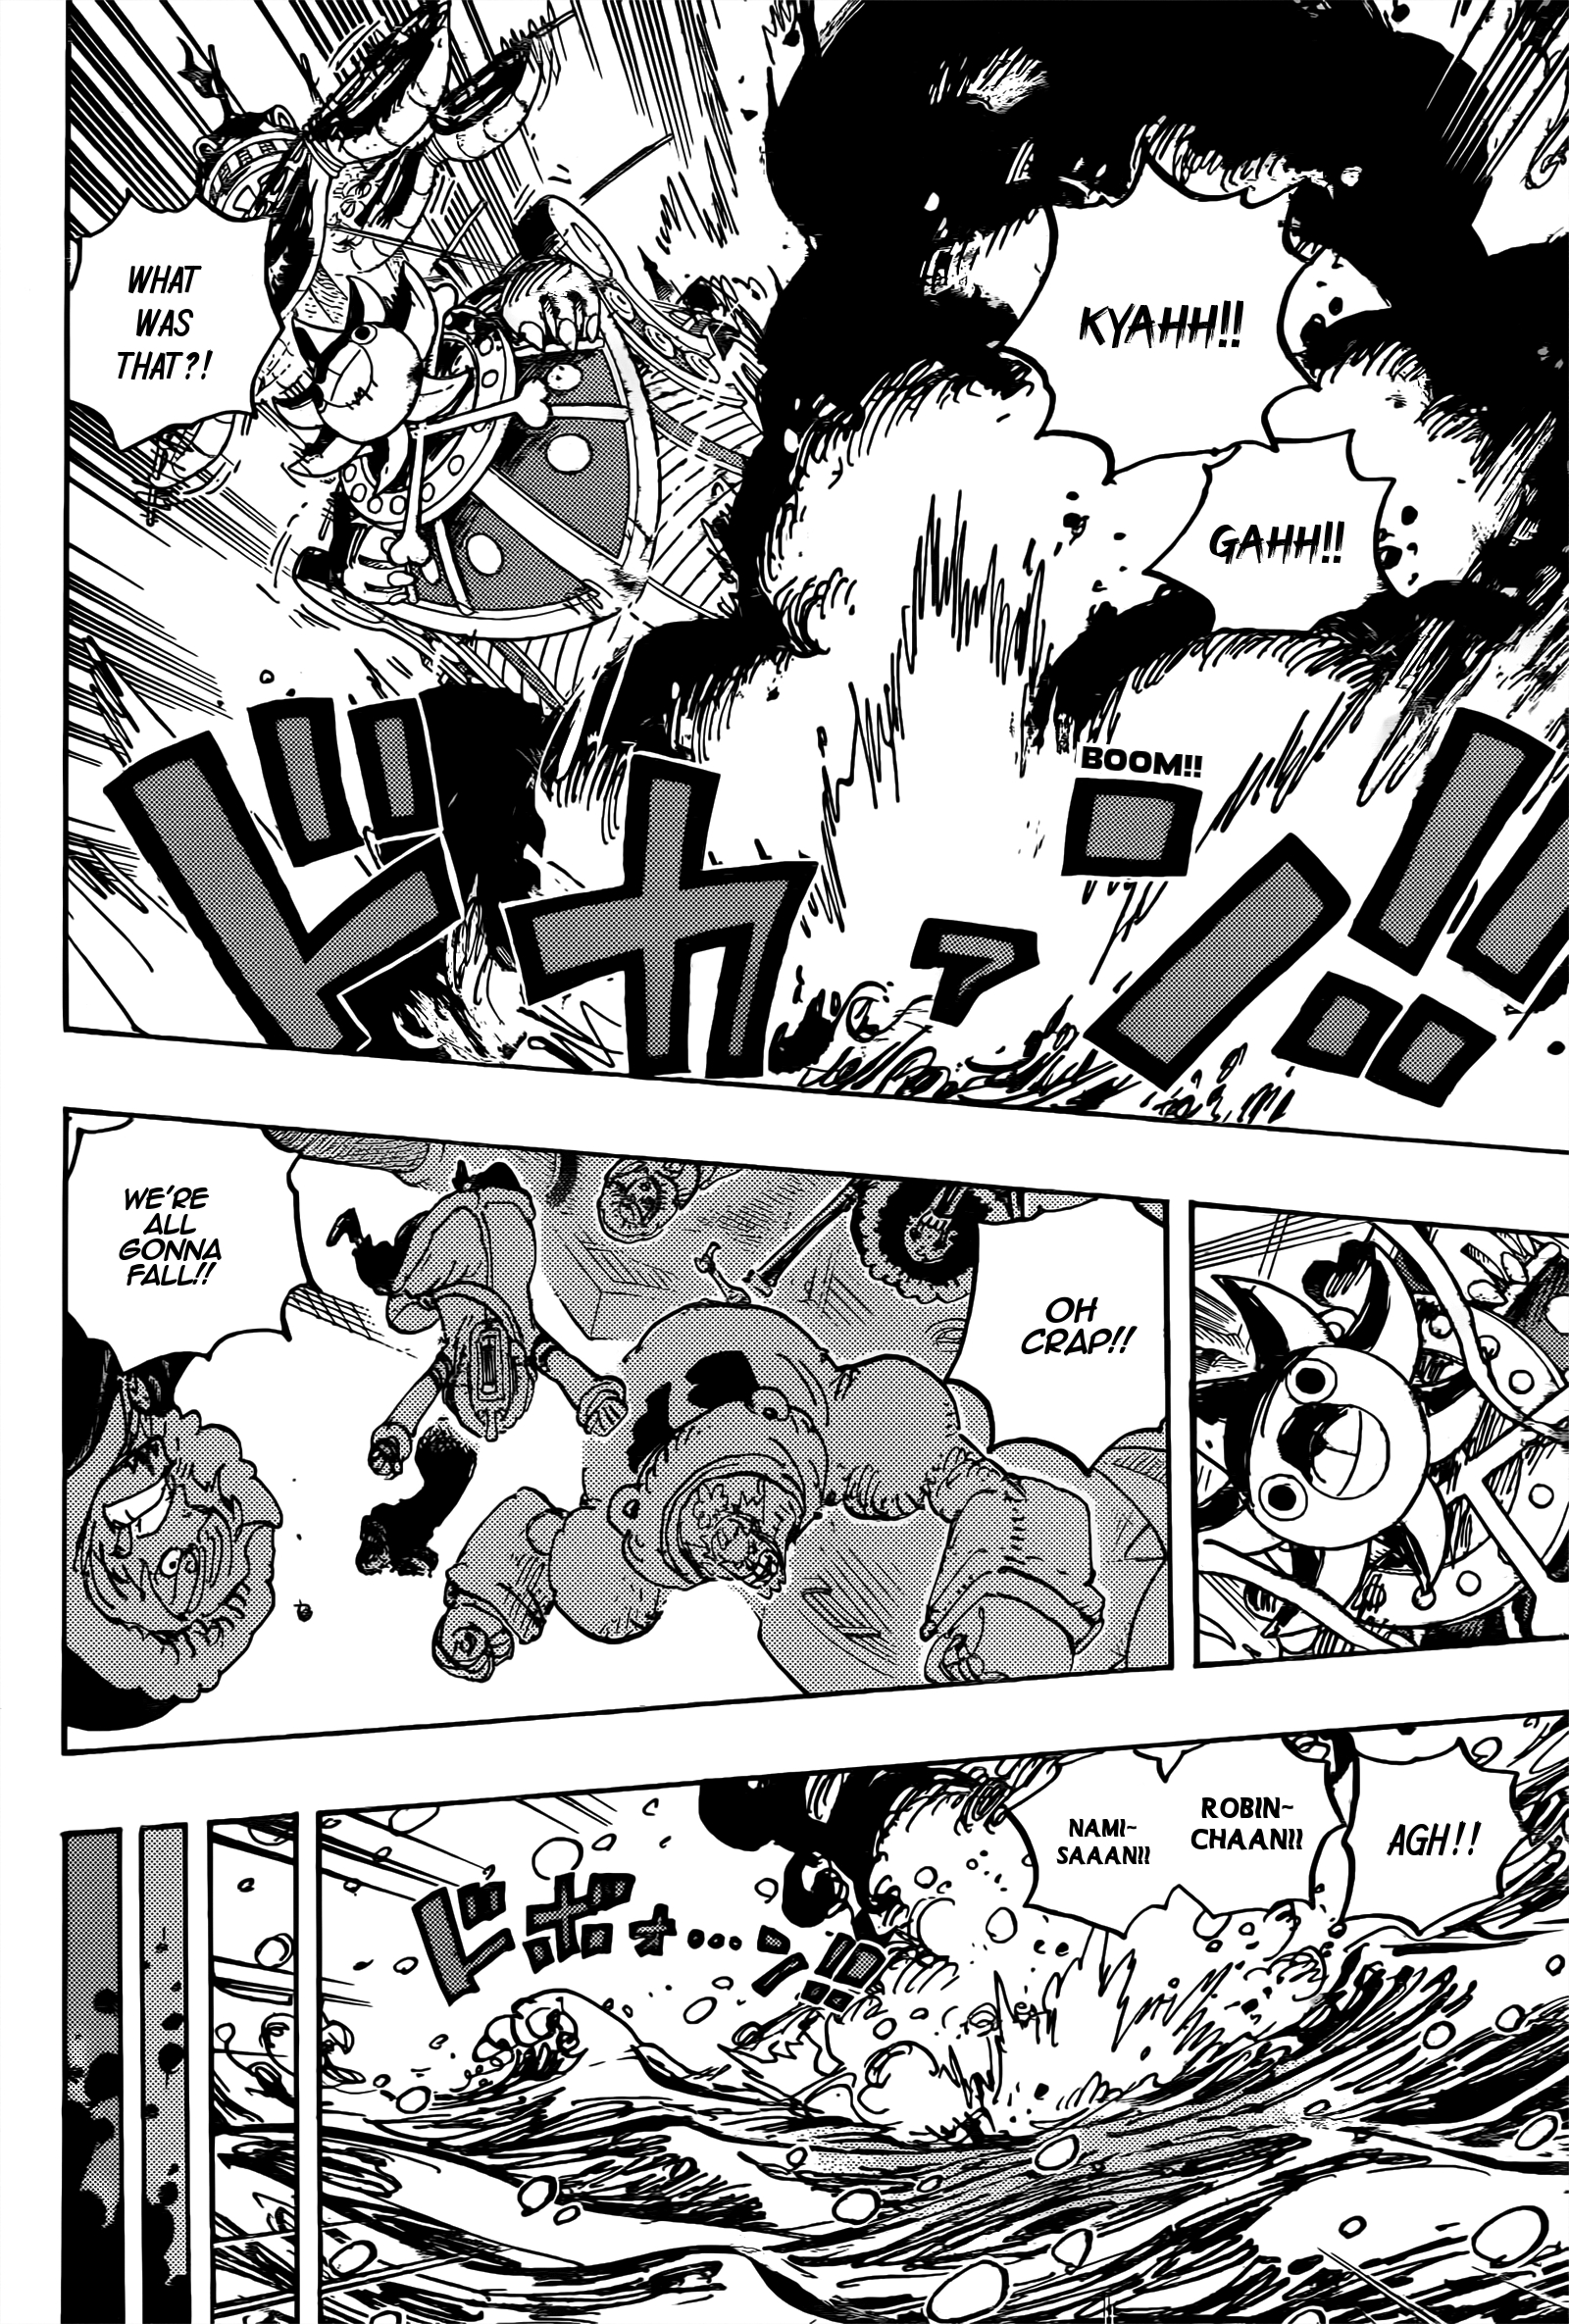 KYAHH!!
GAHH!!
WHAT
WAS
THAT?!
BOOM!!
ドカァン!!
OH
CRAP!!
WE'RE
ALL
GONNA
FALL!!
AGH!!
ROBIN~
CHAAN!!
NAMI~
SAAAN!!
ドボォ...ン!!